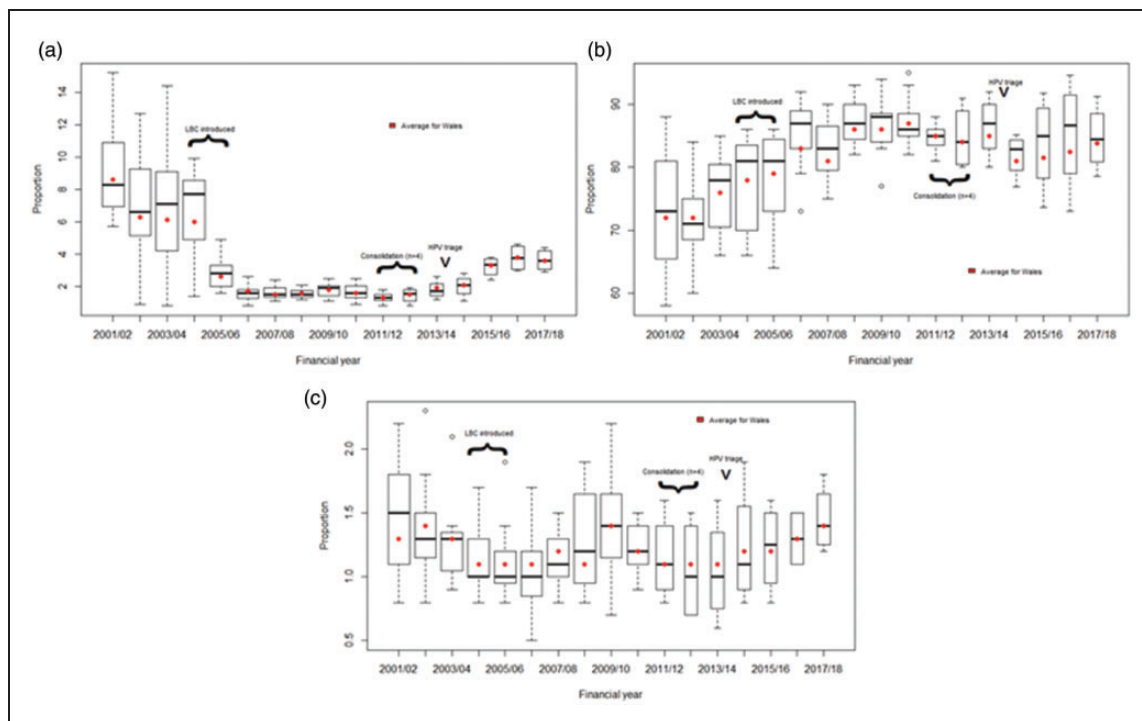 (a)
Proportion
14
12
10
8
6
4
2
LBC introduced
Average for Wales
Consolidation (n=4)
HPV triage
V
2001/02 2003/04 2005/06 2007/08 2009/10 2011/12 2013/14 2015/16 2017/18
Financial year
(b)
Proportion
90
80
70
60
LBC introduced
HPV triage
V
Consolidation (n=4)
Average for Wales
2001/02 2003/04 2005/06 2007/08 2009/10 2011/12 2013/14 2015/16 2017/18
Financial year
(c)
Proportion
2.0
1.5
1.0
0.5
LBC introduced
Average for Wales
Consolidation (n=4)
HPV triage
V
2001/02 2003/04 2005/06 2007/08 2009/10 2011/12 2013/14 2015/16 2017/18
Financial year